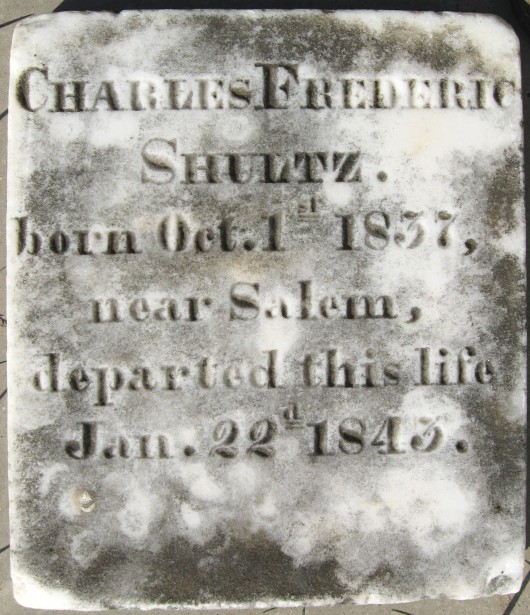 CHARLES FREDERIC
SHULTZ.
born Oct. 1st 1837,
near Salem,
departed this life
Jan. 22d 1843.